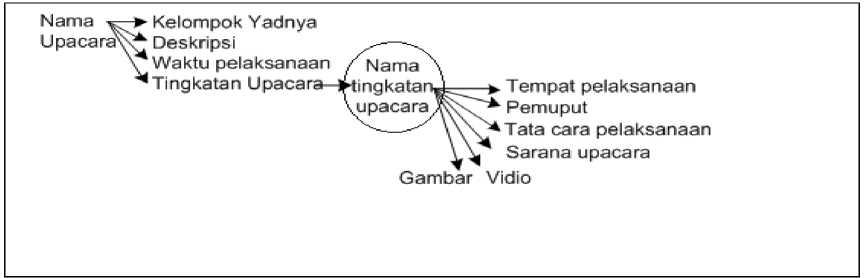 Nama
Upacara
Kelompok Yadnya
Deskripsi
Waktu pelaksanaan
Tingkatan Upacara
Nama
tingkatan
upacara
Tempat pelaksanaan
Pemuput
Tata cara pelaksanaan
Sarana upacara
Gambar Vidio